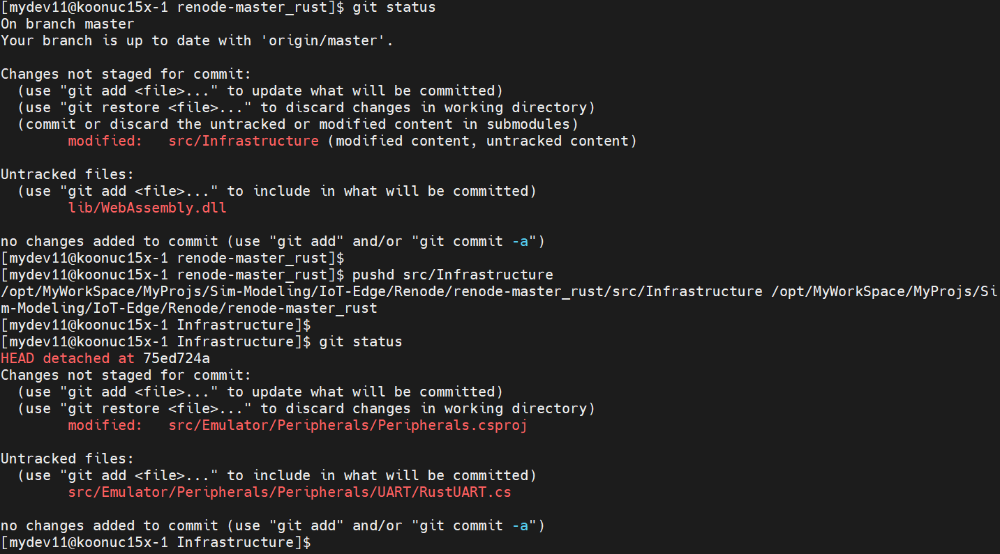 [mydev11@koonuc15x-1 renode-master_rust]$ git status
On branch master
Your branch is up to date with 'origin/master'.
Changes not staged for commit:
  (use "git add <file>..." to update what will be committed)
  (use "git restore <file>..." to discard changes in working directory)
  (commit or discard the untracked or modified content in submodules)
        modified:   src/Infrastructure (modified content, untracked content)
Untracked files:
  (use "git add <file>..." to include in what will be committed)
        lib/WebAssembly.dll
no changes added to commit (use "git add" and/or "git commit -a")
[mydev11@koonuc15x-1 renode-master_rust]$
[mydev11@koonuc15x-1 renode-master_rust]$ pushd src/Infrastructure
/opt/MyWorkSpace/MyProjs/Sim-Modeling/IoT-Edge/Renode/renode-master_rust/src/Infrastructure /opt/MyWorkSpace/MyProjs/Si
m-Modeling/IoT-Edge/Renode/renode-master_rust
[mydev11@koonuc15x-1 Infrastructure]$
[mydev11@koonuc15x-1 Infrastructure]$ git status
HEAD detached at 75ed724a
Changes not staged for commit:
  (use "git add <file>..." to update what will be committed)
  (use "git restore <file>..." to discard changes in working directory)
        modified:   src/Emulator/Peripherals/Peripherals.csproj
Untracked files:
  (use "git add <file>..." to include in what will be committed)
        src/Emulator/Peripherals/Peripherals/UART/RustUART.cs
no changes added to commit (use "git add" and/or "git commit -a")
[mydev11@koonuc15x-1 Infrastructure]$